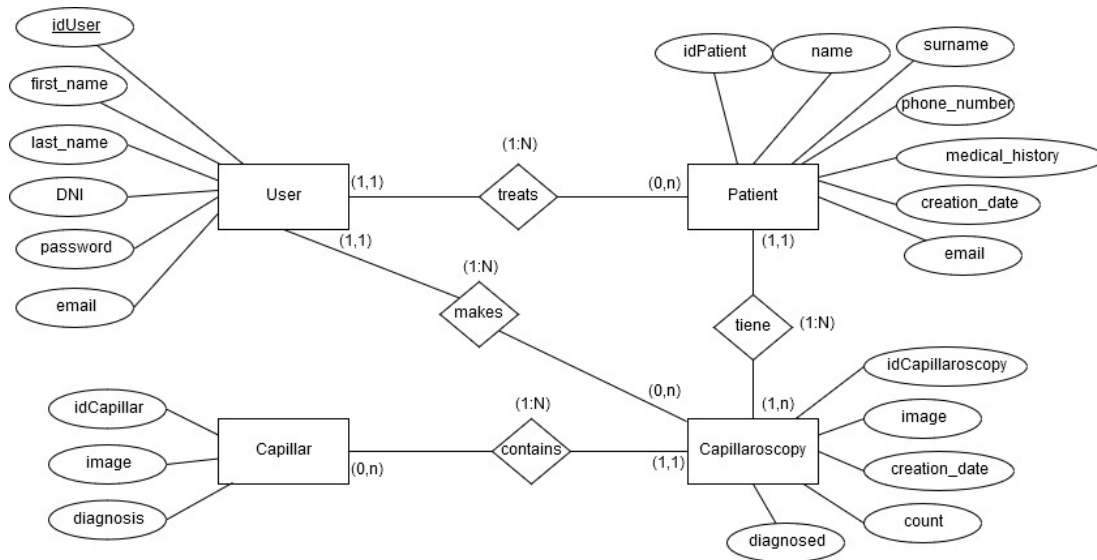 idUser
first_name
last_name
DNI
password
email
User
(1,1)
(1,1)
(1:N)
treats
(0,n)
idPatient
name
surname
phone_number
medical_history
creation_date
email
Patient
(1,1)
(1:N)
makes
tiene
(1:N)
(0,n)
(1,n)
idCapillar
image
diagnosis
Capillar
(0,n)
(1:N)
contains
(1,1)
Capillaroscopy
idCapillaroscopy
image
creation_date
count
diagnosed